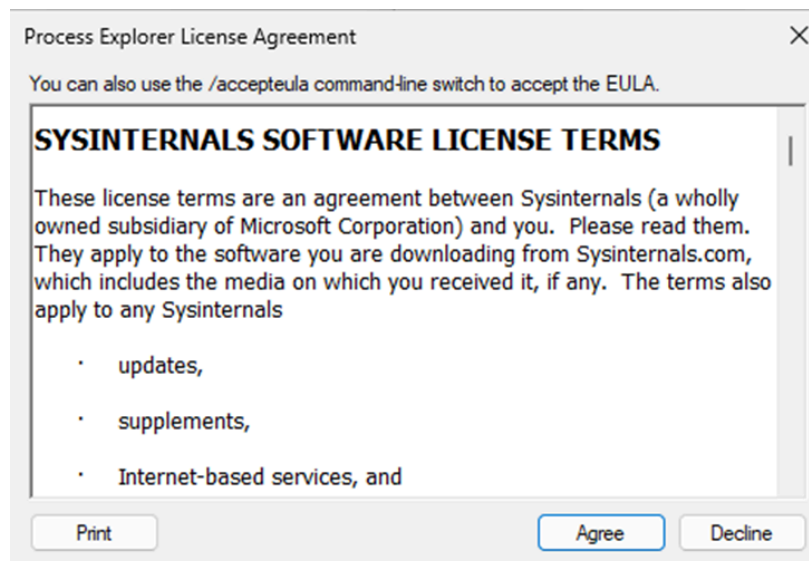 Process Explorer License Agreement
You can also use the /accepteula command-line switch to accept the EULA.
SYSINTERNALS SOFTWARE LICENSE TERMS
These license terms are an agreement between Sysinternals (a wholly
owned subsidiary of Microsoft Corporation) and you.  Please read them.
They apply to the software you are downloading from Sysinternals.com,
which includes the media on which you received it, if any.  The terms also
apply to any Sysinternals
· updates,
· supplements,
· Internet-based services, and
Print Agree Decline